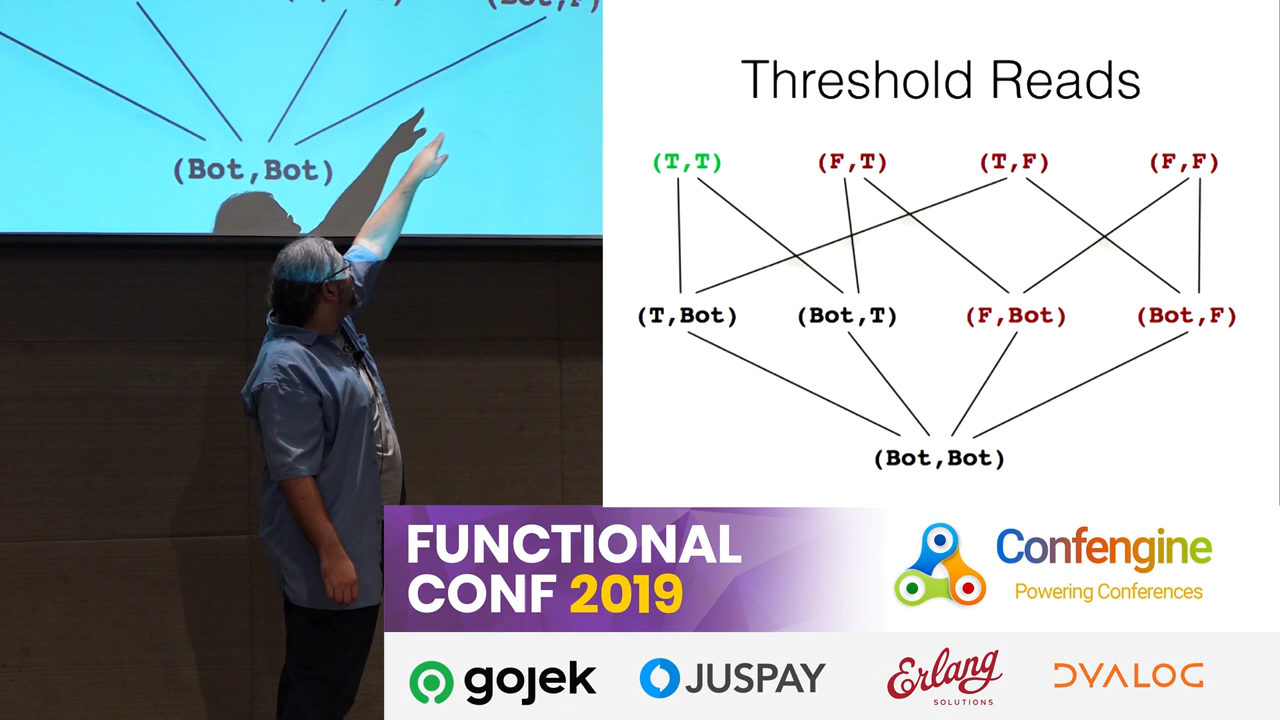 (Bot,F)
(Bot,Bot)
Threshold Reads
(T,T) (F,T) (T,F) (F,F)
(T,Bot) (Bot,T) (F,Bot) (Bot,F)
(Bot,Bot)
FUNCTIONAL
CONF 2019
Confengine
Powering Conferences
gojek
JUSPAY
Erlang
SOLUTIONS
DYALOG